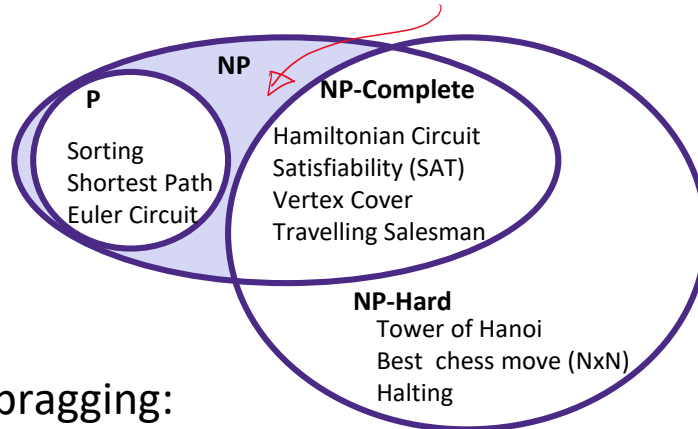 NP
P
NP-Complete
Sorting
Shortest Path
Euler Circuit
Hamiltonian Circuit
Satisfiability (SAT)
Vertex Cover
Travelling Salesman
NP-Hard
Tower of Hanoi
Best chess move (NxN)
Halting
bragging: